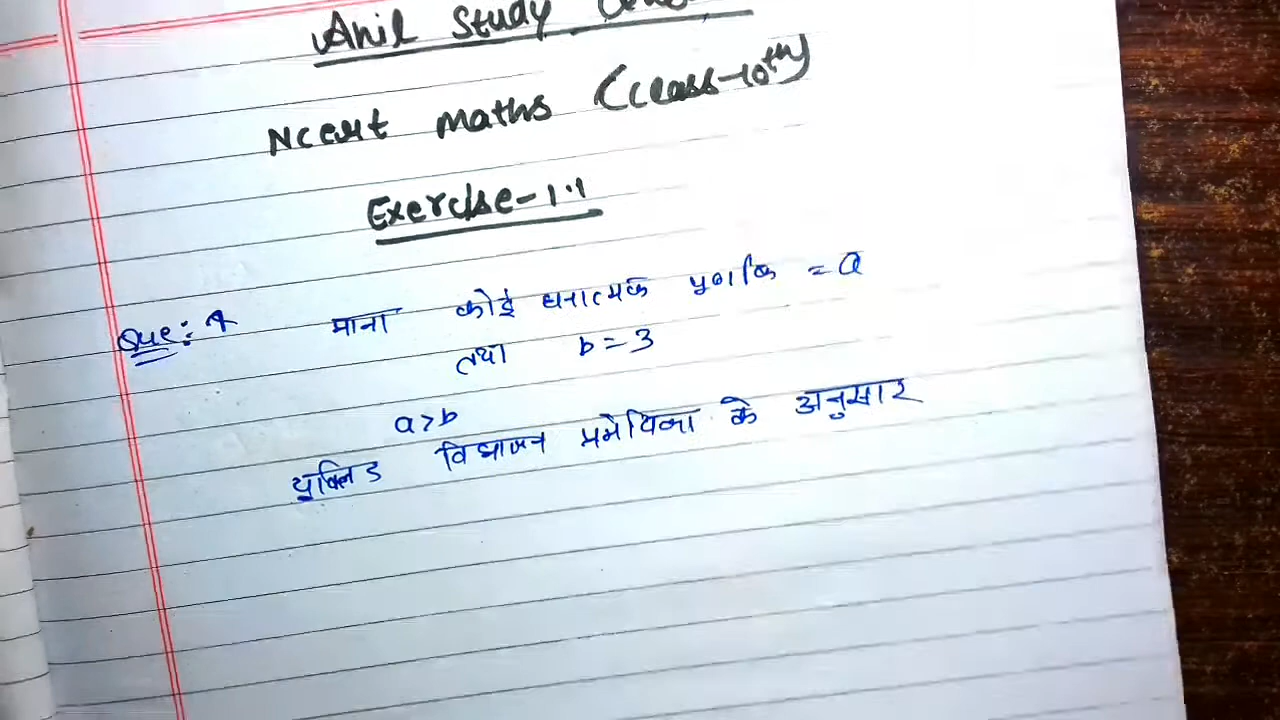 Anil Study
Ncert maths (class-10th)
Exercise-1.1
Que: 4 माना कोई धनात्मक पूर्णांक = a
तथा b = 3
a > b
युक्लिड विभाजन प्रमेयिका के अनुसार